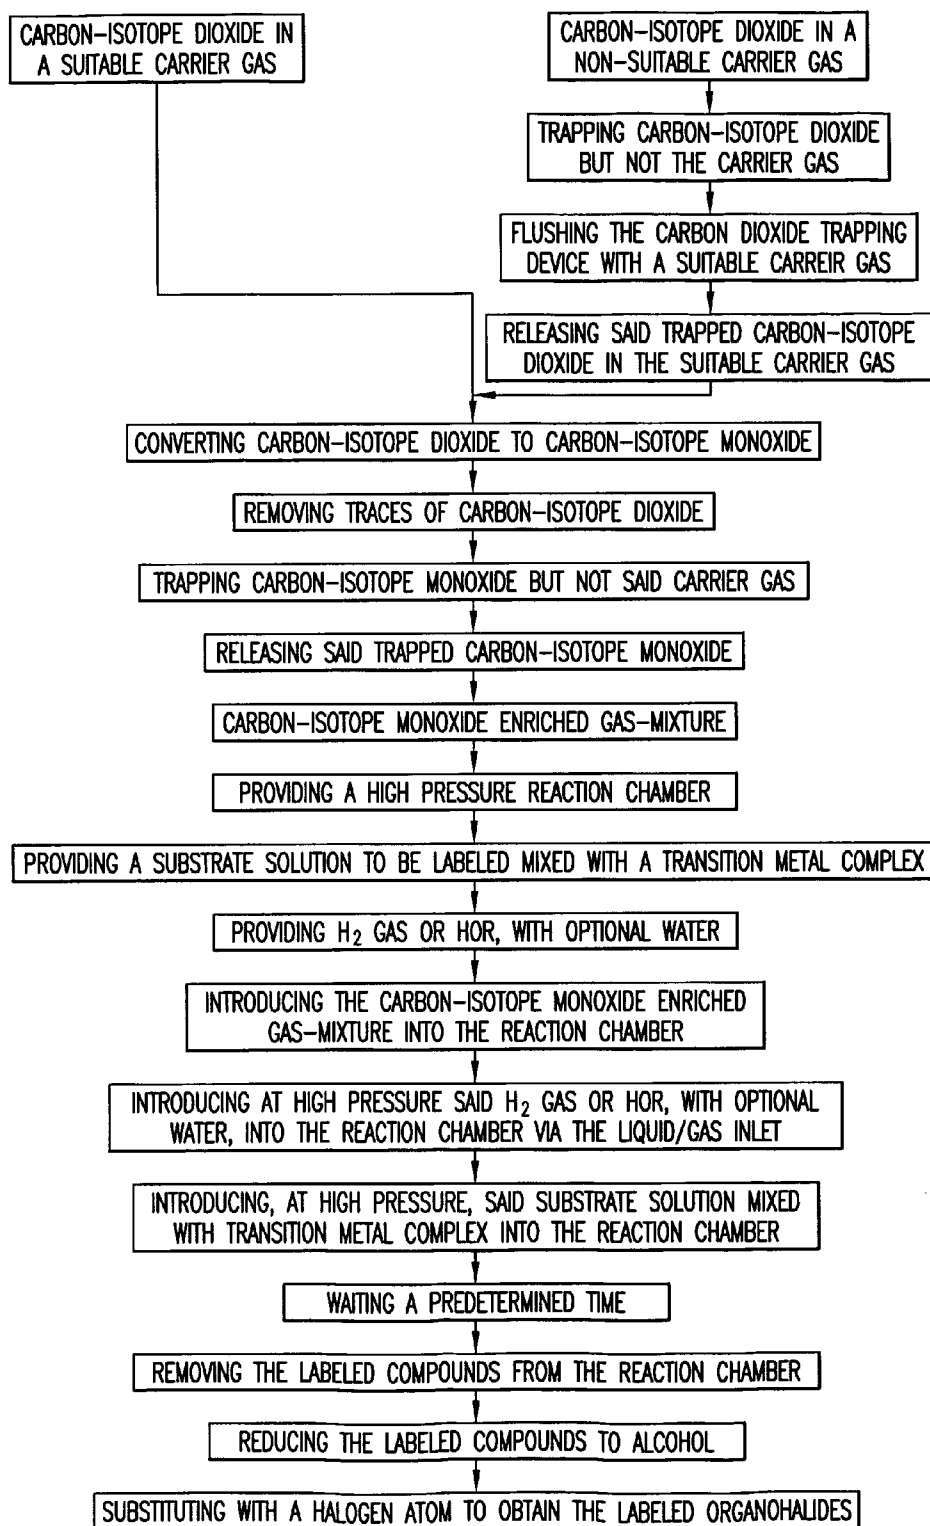 CARBON-ISOTOPE DIOXIDE IN
A SUITABLE CARRIER GAS
CARBON-ISOTOPE DIOXIDE IN A
NON-SUITABLE CARRIER GAS
TRAPPING CARBON-ISOTOPE DIOXIDE
BUT NOT THE CARRIER GAS
FLUSHING THE CARBON DIOXIDE TRAPPING
DEVICE WITH A SUITABLE CARREIR GAS
RELEASING SAID TRAPPED CARBON-ISOTOPE
DIOXIDE IN THE SUITABLE CARRIER GAS
CONVERTING CARBON-ISOTOPE DIOXIDE TO CARBON-ISOTOPE MONOXIDE
REMOVING TRACES OF CARBON-ISOTOPE DIOXIDE
TRAPPING CARBON-ISOTOPE MONOXIDE BUT NOT SAID CARRIER GAS
RELEASING SAID TRAPPED CARBON-ISOTOPE MONOXIDE
CARBON-ISOTOPE MONOXIDE ENRICHED GAS-MIXTURE
PROVIDING A HIGH PRESSURE REACTION CHAMBER
PROVIDING A SUBSTRATE SOLUTION TO BE LABELED MIXED WITH A TRANSITION METAL COMPLEX
PROVIDING H₂ GAS OR HOR, WITH OPTIONAL WATER
INTRODUCING THE CARBON-ISOTOPE MONOXIDE ENRICHED
GAS-MIXTURE INTO THE REACTION CHAMBER
INTRODUCING AT HIGH PRESSURE SAID H₂ GAS OR HOR, WITH OPTIONAL
WATER, INTO THE REACTION CHAMBER VIA THE LIQUID/GAS INLET
INTRODUCING, AT HIGH PRESSURE, SAID SUBSTRATE SOLUTION MIXED
WITH TRANSITION METAL COMPLEX INTO THE REACTION CHAMBER
WAITING A PREDETERMINED TIME
REMOVING THE LABELED COMPOUNDS FROM THE REACTION CHAMBER
REDUCING THE LABELED COMPOUNDS TO ALCOHOL
SUBSTITUTING WITH A HALOGEN ATOM TO OBTAIN THE LABELED ORGANOHALIDES